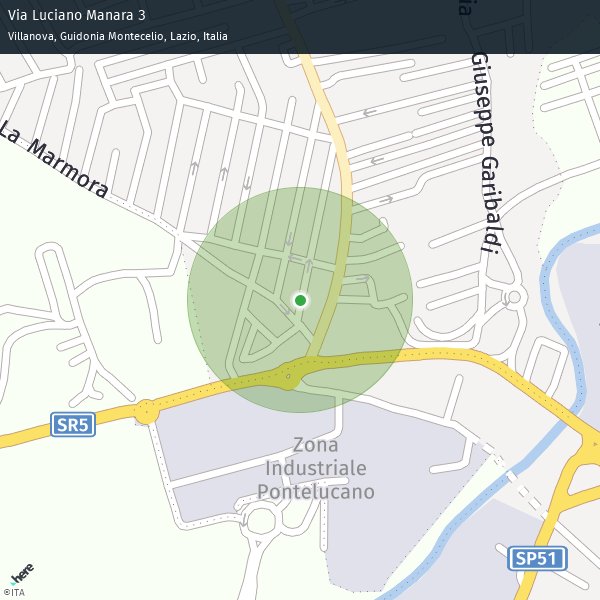 Via Luciano Manara 3
Villanova, Guidonia Montecelio, Lazio, Italia
Giuseppe Garibaldi
La Marmora
SR5
Zona
Industriale
Pontelucano
SP51
here
©ITA